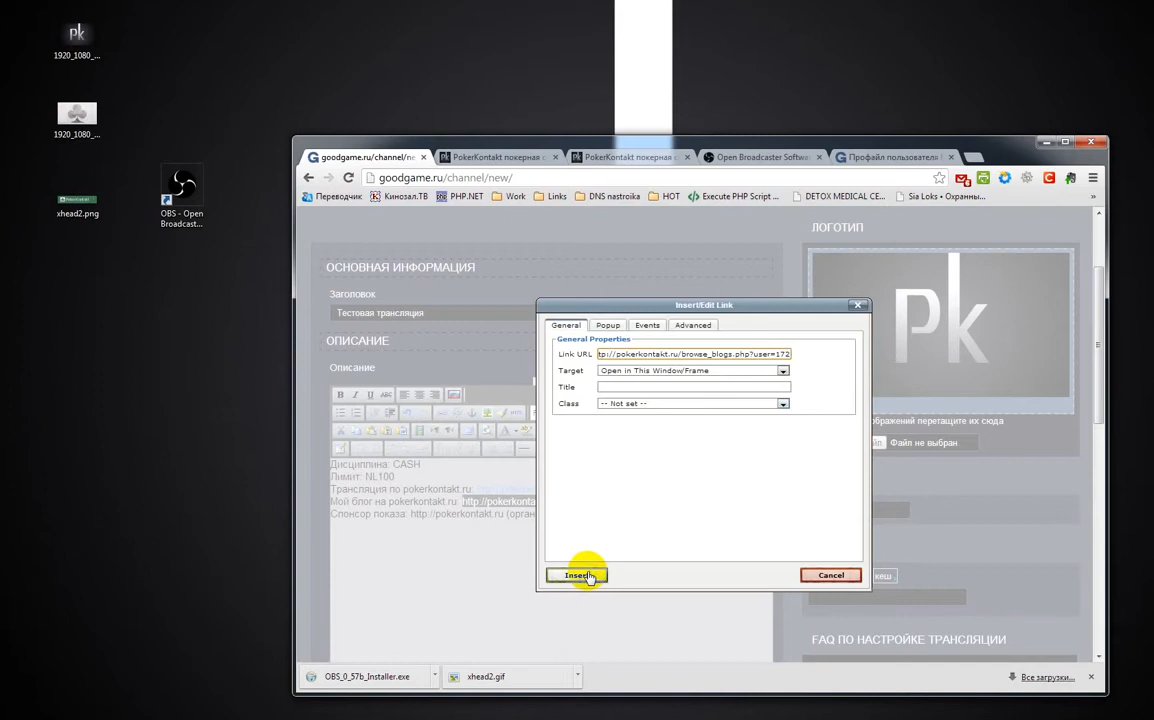 pk
1920_1080_...
1920_1080_...
xhead2.png
OBS - Open
Broadcast...
goodgame.ru/channel/ne
PokerKontakt покерная с
PokerKontakt покерная с
Open Broadcaster Softwa
Профайл пользователя
goodgame.ru/channel/new/
Переводчик
Кинозал.ТВ
PHP.NET
Work
Links
DNS nastroika
HOT
Execute PHP Script ...
DETOX MEDICAL CE...
Sia Loks • Охранны...
»
ЛОГОТИП
pk
ОСНОВНАЯ ИНФОРМАЦИЯ
Заголовок
Тестовая трансляция
ОПИСАНИЕ
Описание
Insert/Edit Link
General
Popup
Events
Advanced
General Properties
Link URL
tp://pokerkontakt.ru/browse_blogs.php?user=172
Target
Open in This Window/Frame
Title
Class
-- Not set --
Insert
Cancel
B I U ABC
Дисциплина: CASH
Лимит: NL100
Трансляция по pokerkontakt.ru:
Мой блог на pokerkontakt.ru: http://pokerkonta
Спонсор показа: http://pokerkontakt.ru (орган
ображений перетащите их сюда
Файл не выбран
кеш
FAQ ПО НАСТРОЙКЕ ТРАНСЛЯЦИИ
OBS_0_57b_Installer.exe
xhead2.gif
Все загрузки...